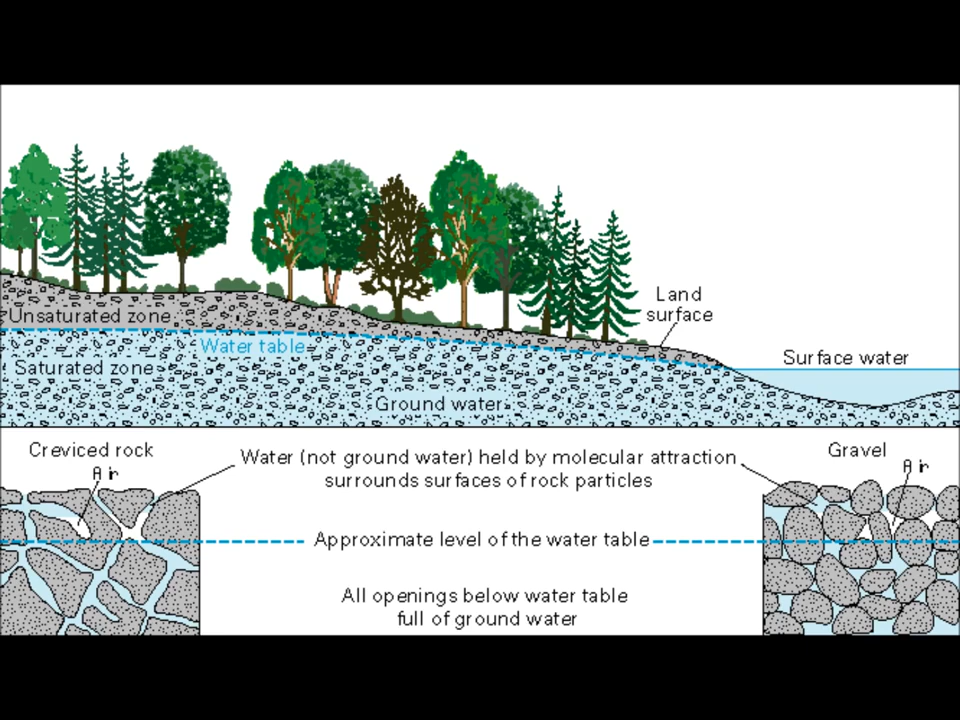 Land
surface
Unsaturated zone
Water table
Surface water
Saturated zone
Ground water
Creviced rock
Air
Water (not ground water) held by molecular attraction
surrounds surfaces of rock particles
Gravel
Air
Approximate level of the water table
All openings below water table
full of ground water